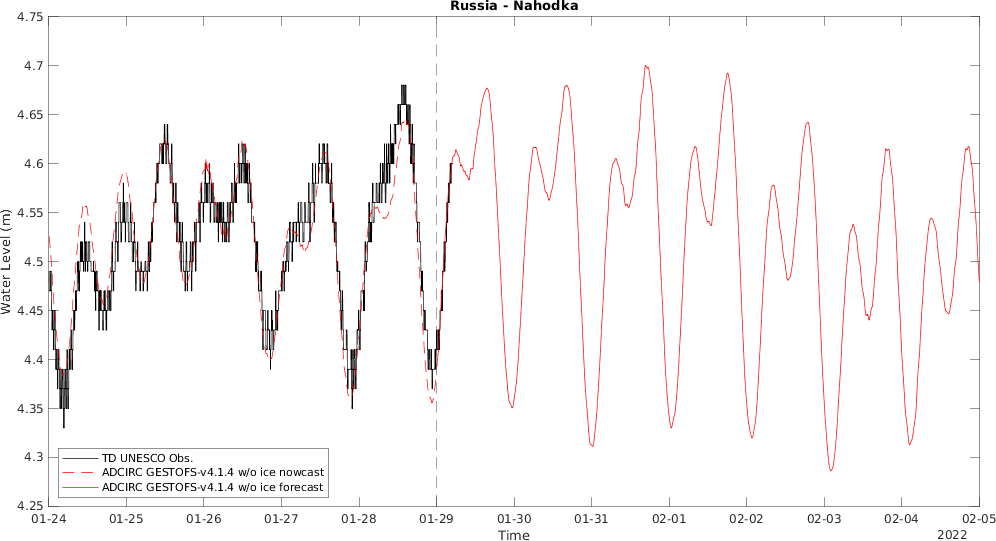 Russia - Nahodka
4.75
4.7
4.65
4.6
4.55
4.5
4.45
4.4
4.35
4.3
4.25
Water Level (m)
TD UNESCO Obs.
ADCIRC GESTOFS-v4.1.4 w/o ice nowcast
ADCIRC GESTOFS-v4.1.4 w/o ice forecast
01-24 01-25 01-26 01-27 01-28 01-29 01-30 01-31 02-01 02-02 02-03 02-04 02-05
Time
2022